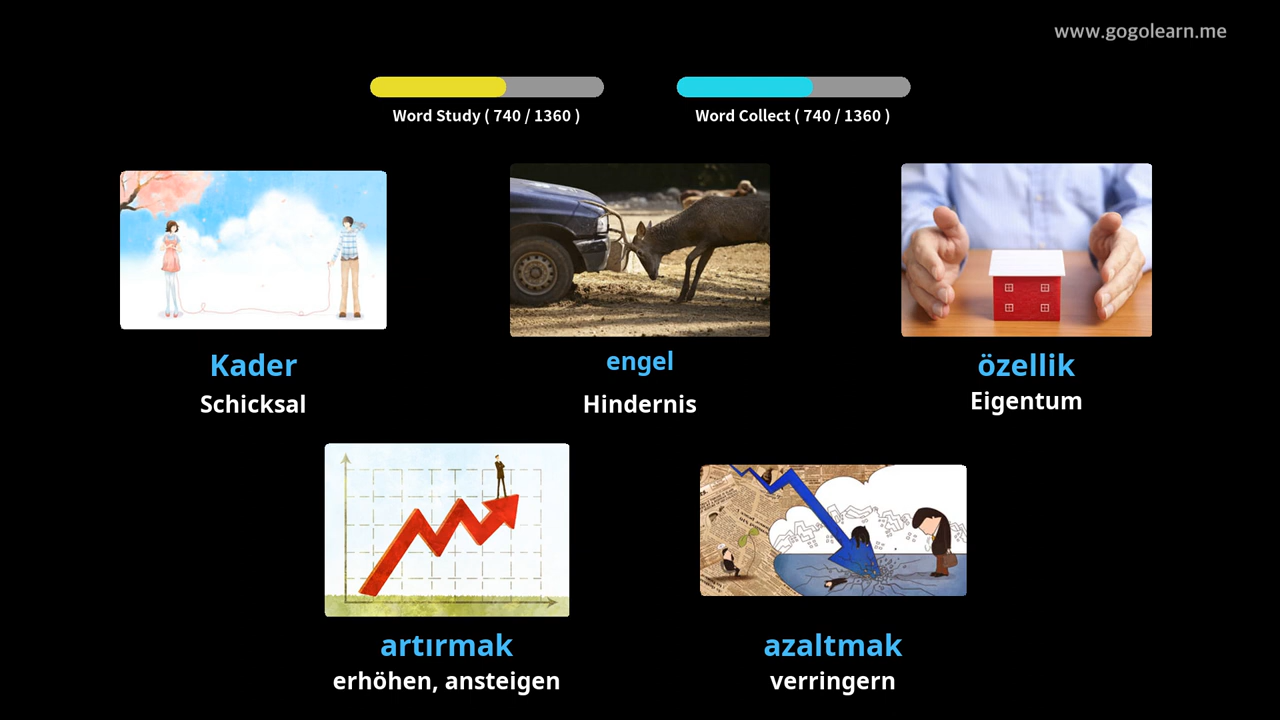 www.gogolearn.me
Word Study ( 740 / 1360 )
Word Collect ( 740 / 1360 )
Kader
Schicksal
engel
Hindernis
özellik
Eigentum
artırmak
erhöhen, ansteigen
azaltmak
verringern